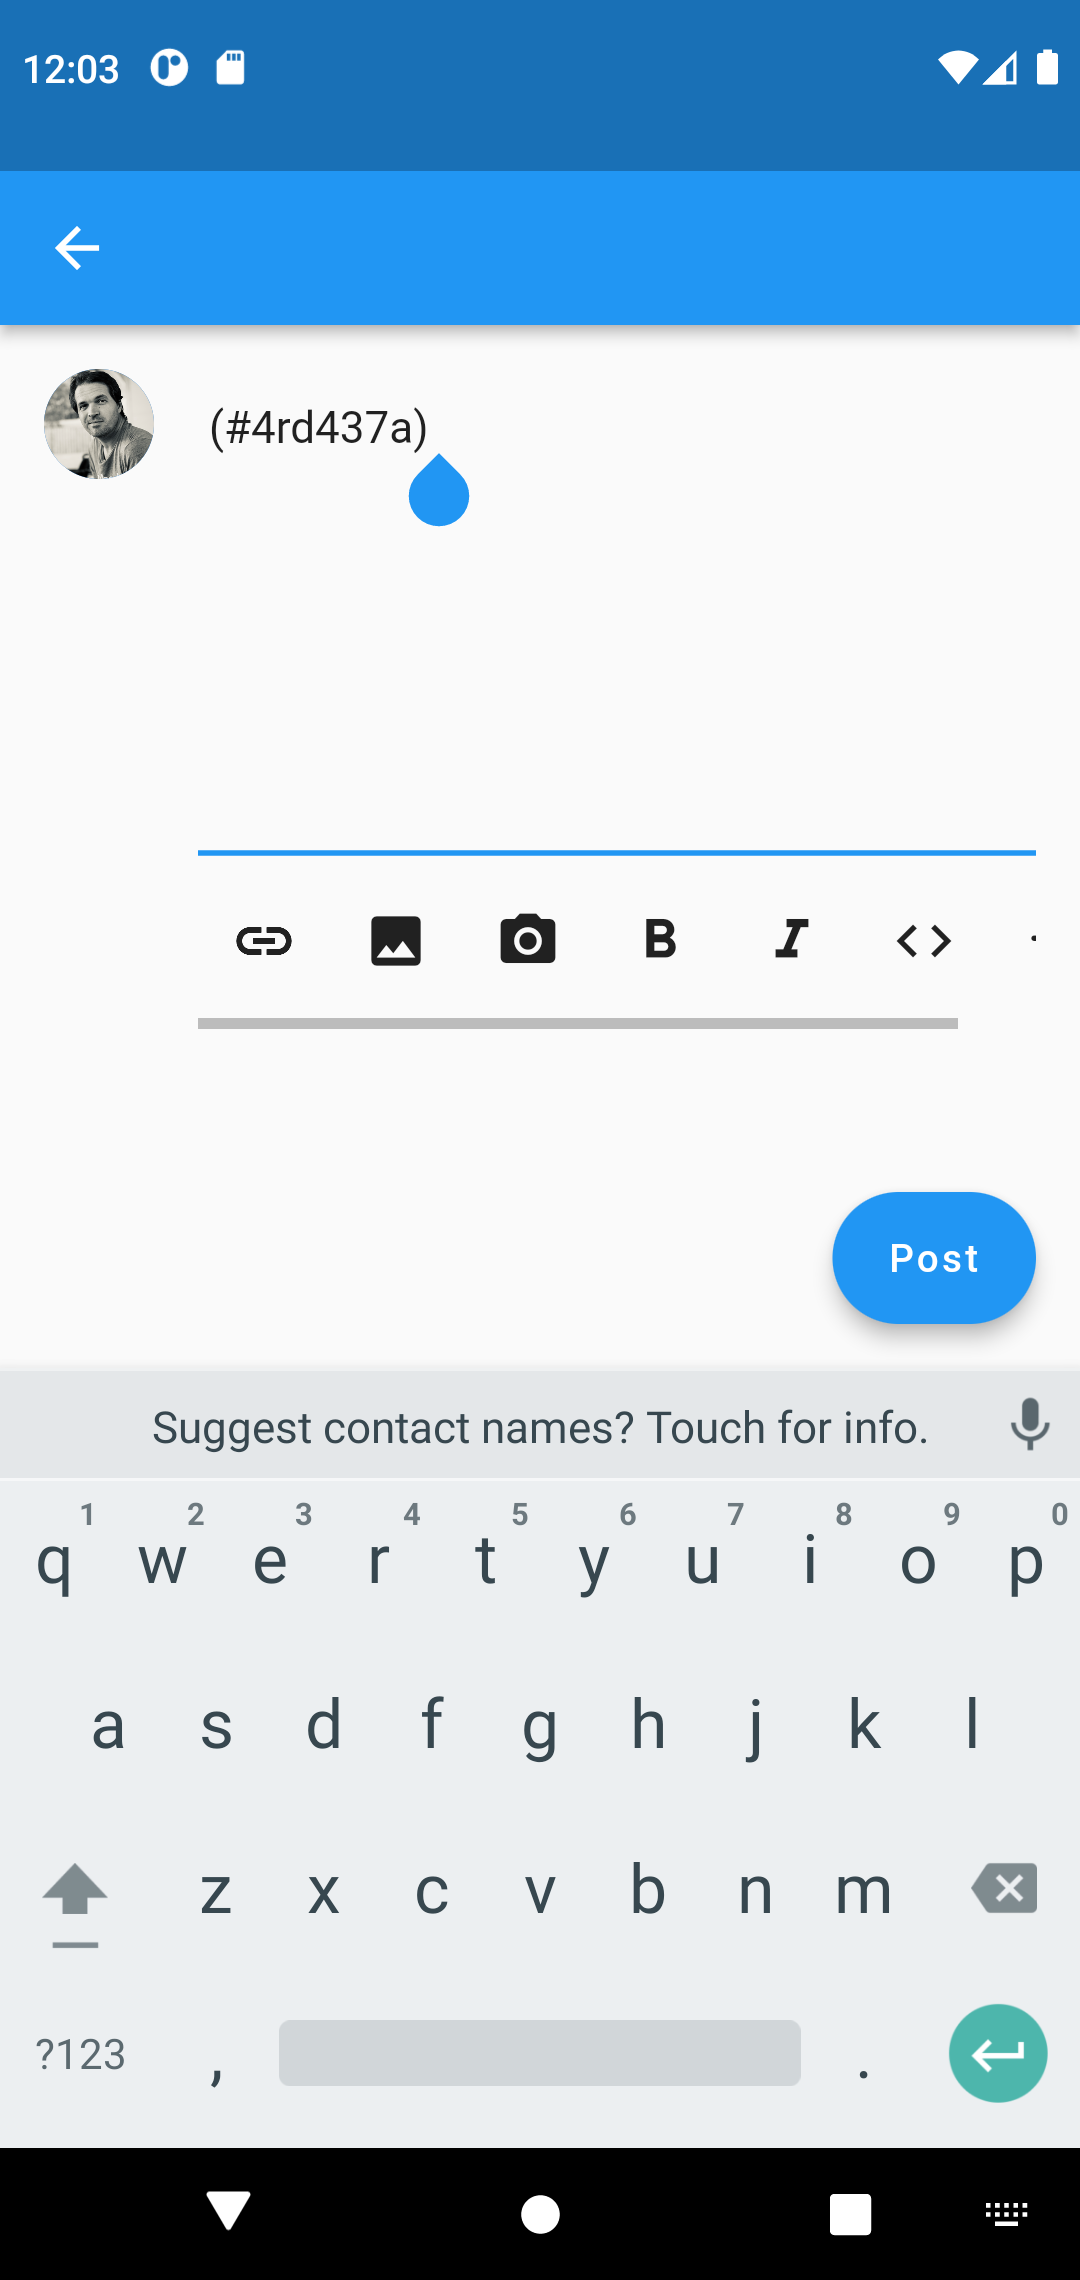 12:03
(#4rd437a)
Post
Suggest contact names? Touch for info.
1 2 3 4 5 6 7 8 9 0
q w e r t y u i o p
a s d f g h j k l
z x c v b n m
?123 , .